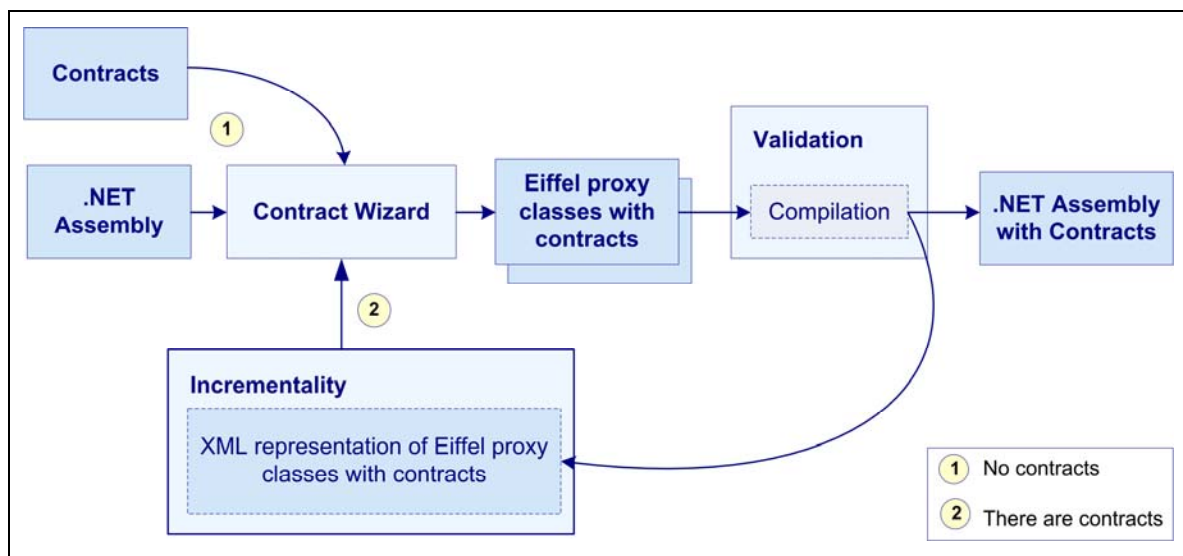 Contracts
1
.NET
Assembly
Contract Wizard
Eiffel proxy
classes with
contracts
Validation
Compilation
.NET Assembly
with Contracts
2
Incrementality
XML representation of Eiffel proxy
classes with contracts
1 No contracts
2 There are contracts